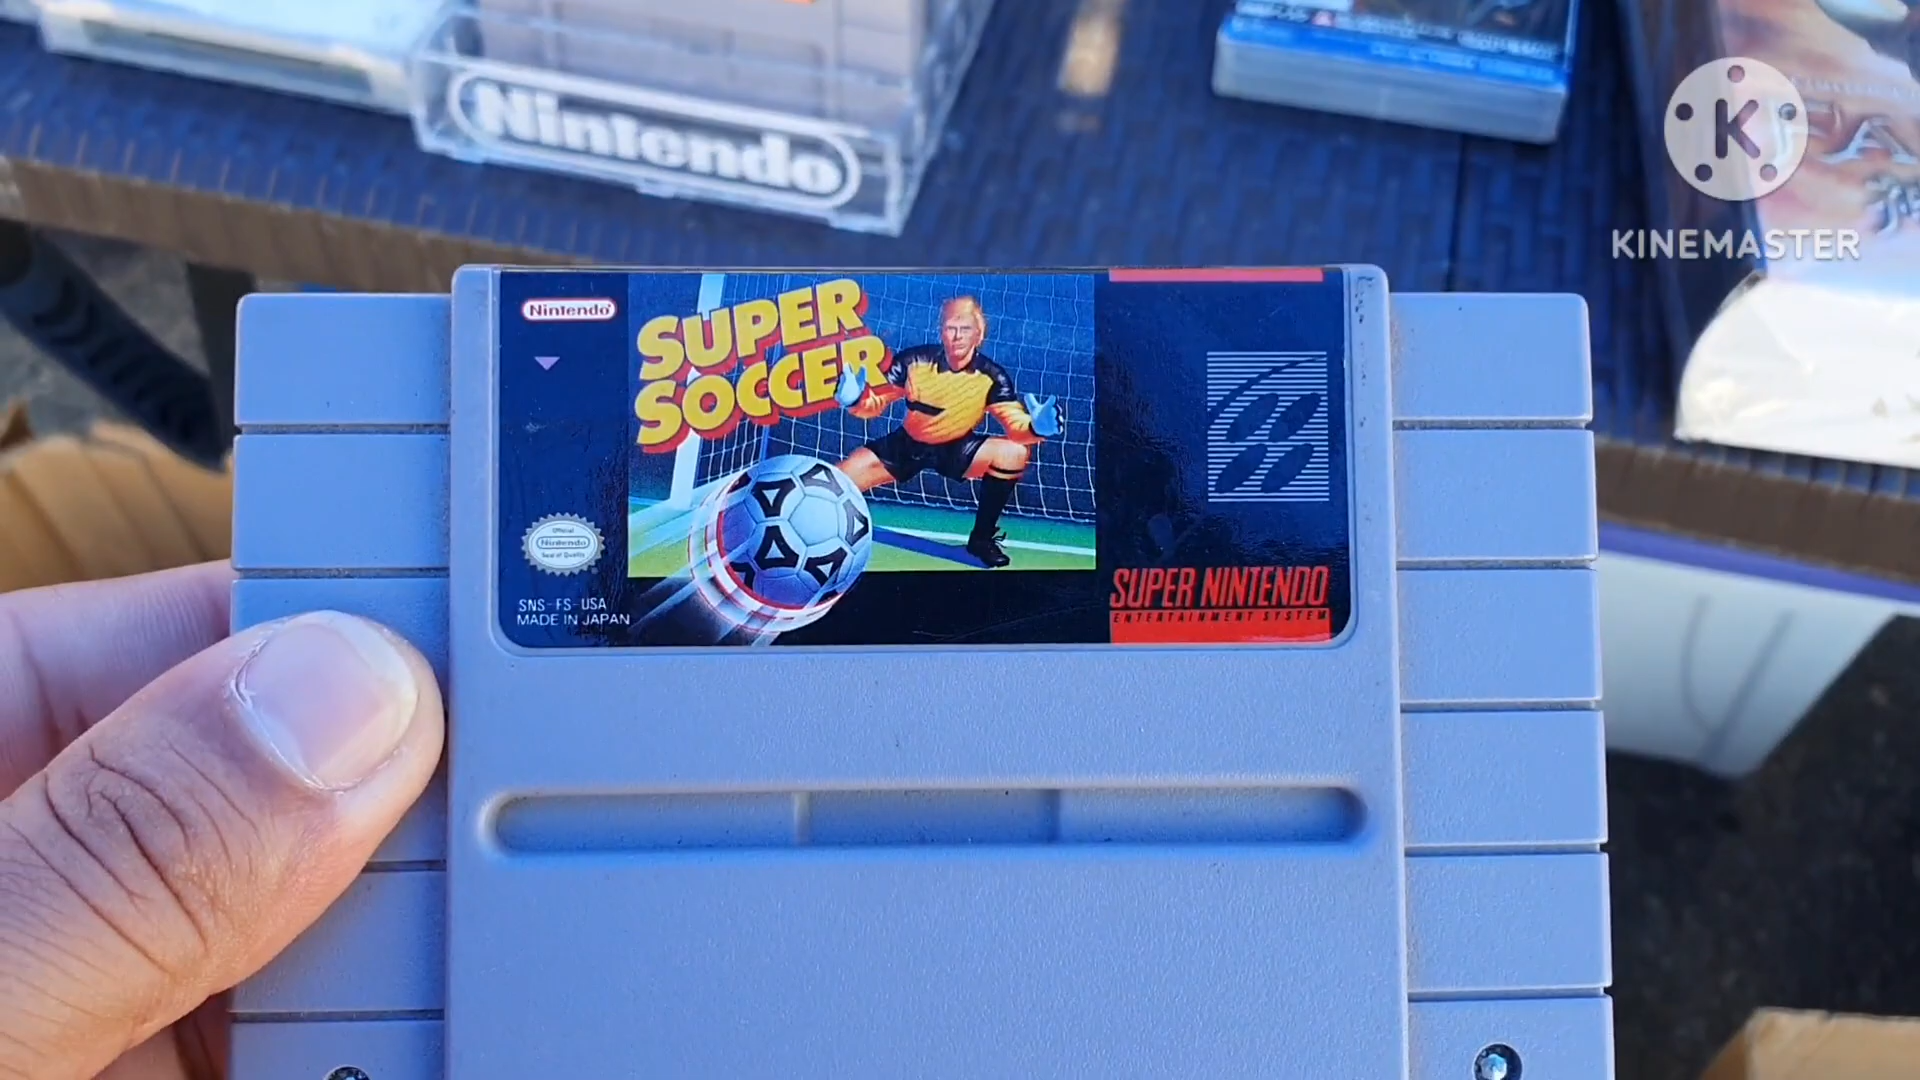 Nintendo
K
KINEMASTER
Nintendo
SUPER
SOCCER
Official
Nintendo
Seal of Quality
SNS-FS-USA
MADE IN JAPAN
SUPER NINTENDO
ENTERTAINMENT SYSTEM